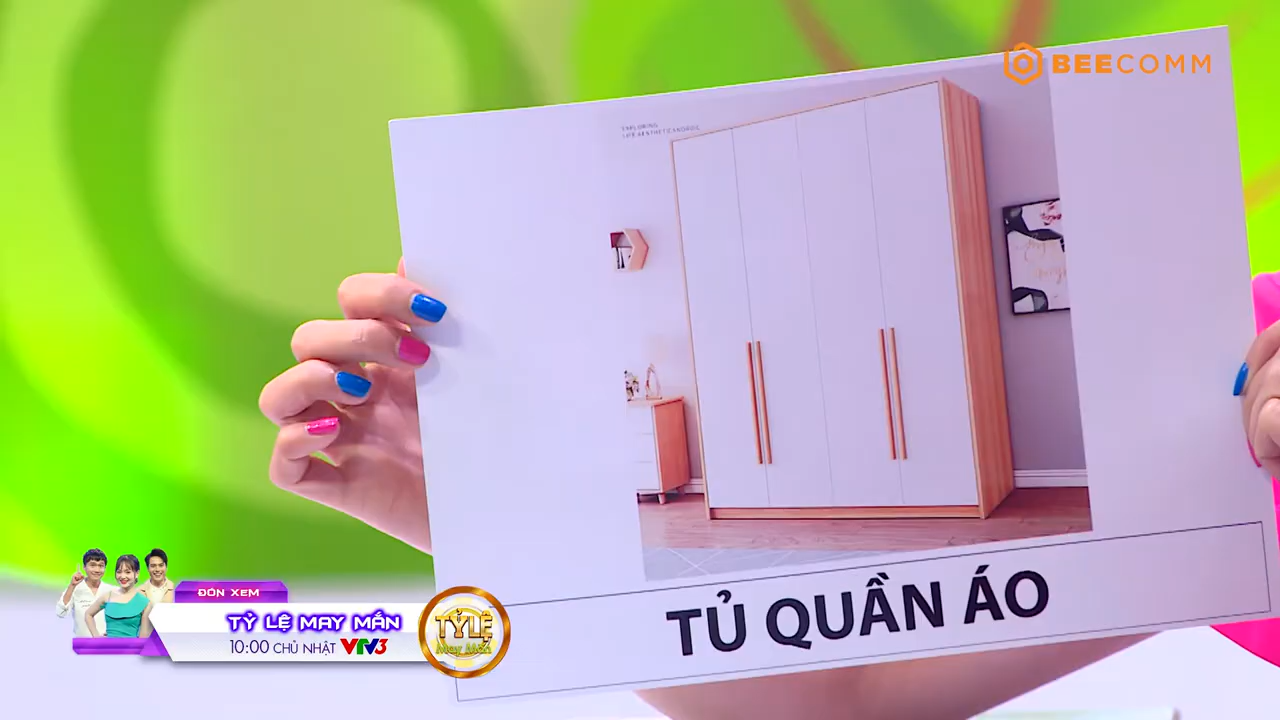 BEECOMM
EXPLORING
TỦ QUẦN ÁO
ĐÓN XEM
TỶ LỆ MAY MẮN
10:00 CHỦ NHẬT VTV3
TỶ LỆ
May Mắn